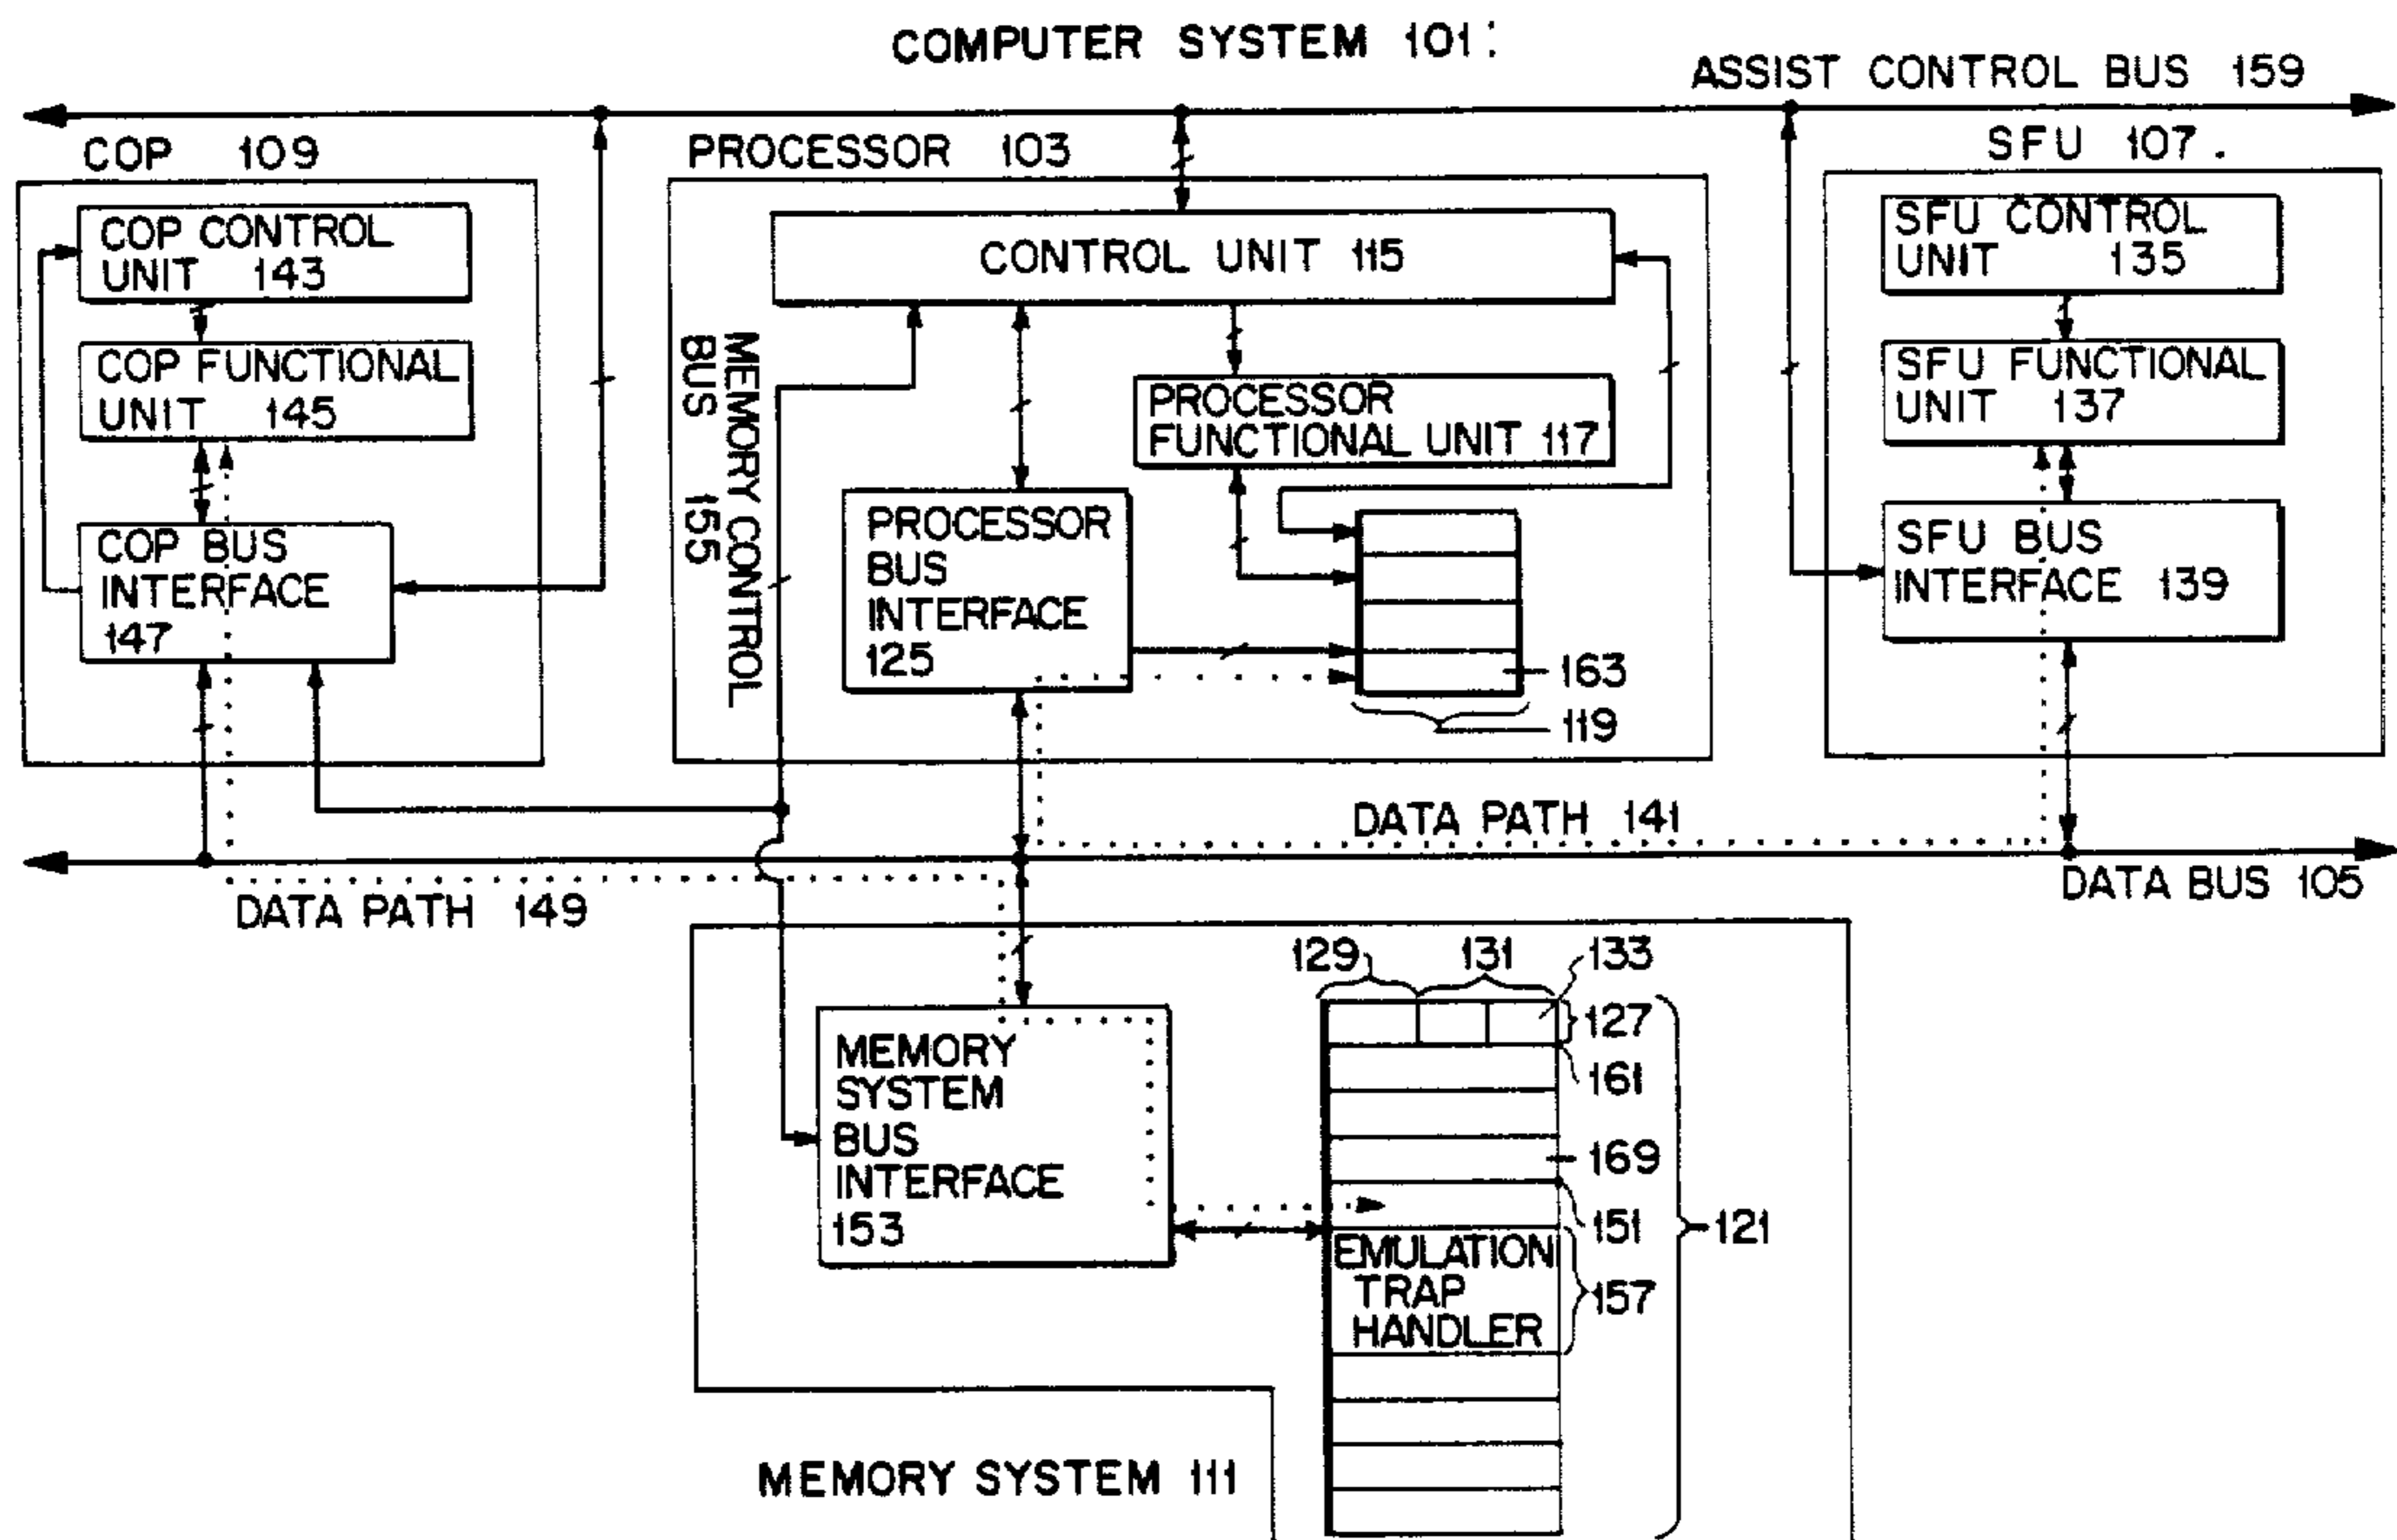 COMPUTER SYSTEM 101:
ASSIST CONTROL BUS 159
COP 109
PROCESSOR 103
SFU 107.
COP CONTROL
UNIT 143
COP FUNCTIONAL
UNIT 145
COP BUS
INTERFACE
147
CONTROL UNIT 115
MEMORY CONTROL
BUS 155
PROCESSOR
FUNCTIONAL UNIT 117
PROCESSOR
BUS
INTERFACE
125
163
119
SFU CONTROL
UNIT 135
SFU FUNCTIONAL
UNIT 137
SFU BUS
INTERFACE 139
DATA PATH 141
DATA BUS 105
DATA PATH 149
129
131
133
127
161
169
151
121
157
MEMORY
SYSTEM
BUS
INTERFACE
153
EMULATION
TRAP
HANDLER
MEMORY SYSTEM 111